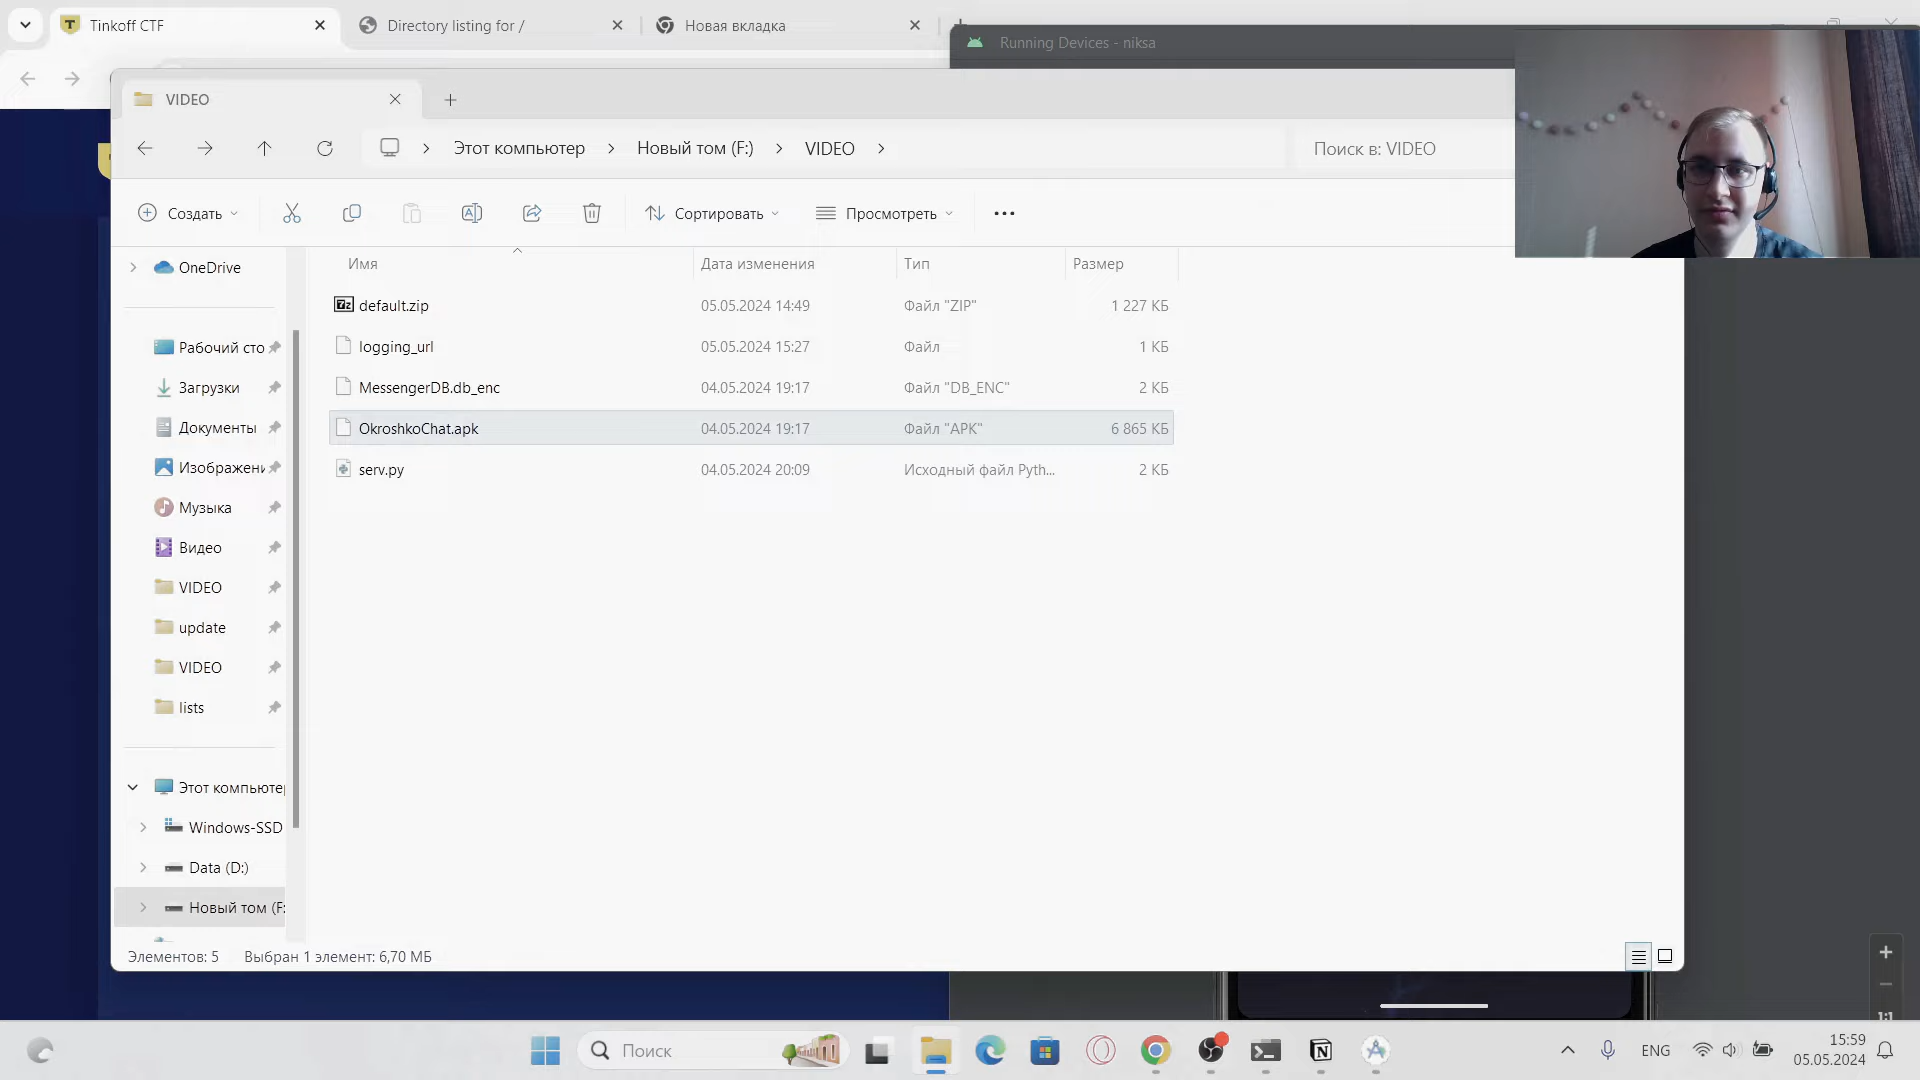 Tinkoff CTF
Directory listing for /
Новая вкладка
Running Devices - niksa
VIDEO
Этот компьютер
Новый том (F:)
VIDEO
Поиск в: VIDEO
Создать
Сортировать
Просмотреть
OneDrive
Рабочий сто
Загрузки
Документы
Изображени
Музыка
Видео
VIDEO
update
VIDEO
lists
Этот компьютер
Windows-SSD
Data (D:)
Новый том (F:
Имя Дата изменения Тип Размер
default.zip 05.05.2024 14:49 Файл "ZIP" 1 227 КБ
logging_url 05.05.2024 15:27 Файл 1 КБ
MessengerDB.db_enc 04.05.2024 19:17 Файл "DB_ENC" 2 КБ
OkroshkoChat.apk 04.05.2024 19:17 Файл "APK" 6 865 КБ
serv.py 04.05.2024 20:09 Исходный файл Pyth... 2 КБ
Элементов: 5 Выбран 1 элемент: 6,70 МБ
1:1
Поиск
ENG
15:59
05.05.2024